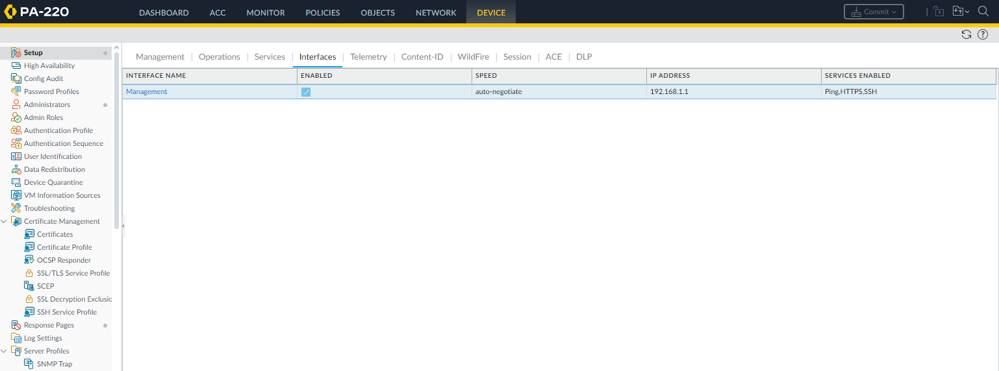 PA-220
DASHBOARD ACC MONITOR POLICIES OBJECTS NETWORK DEVICE Commit
Setup
High Availability
Config Audit
Password Profiles
Administrators
Admin Roles
Authentication Profile
Authentication Sequence
User Identification
Data Redistribution
Device Quarantine
VM Information Sources
Troubleshooting
Certificate Management
Certificates
Certificate Profile
OCSP Responder
SSL/TLS Service Profile
SCEP
SSL Decryption Exclusio
SSH Service Profile
Response Pages
Log Settings
Server Profiles
SNMP Trap
Management Operations Services Interfaces Telemetry Content-ID WildFire Session ACE DLP
INTERFACE NAME ENABLED SPEED IP ADDRESS SERVICES ENABLED
Management auto-negotiate 192.168.1.1 Ping,HTTPS,SSH